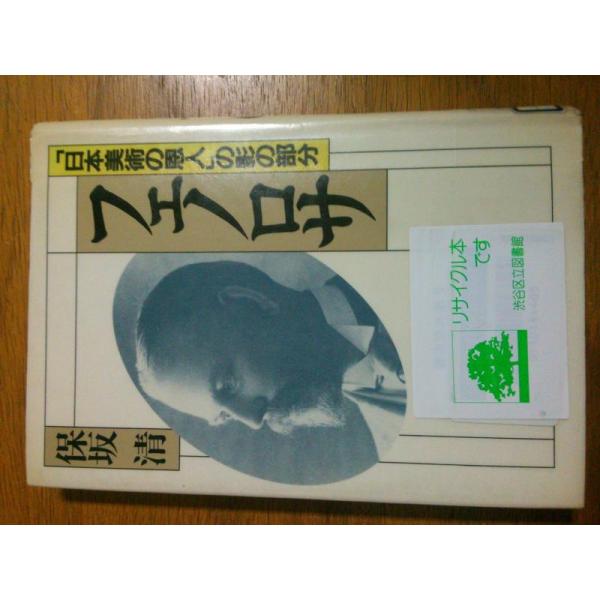 「日本美術の恩人」の影の部分
フェノロサ
保坂 清
リサイクル本
です
渋谷区立図書館